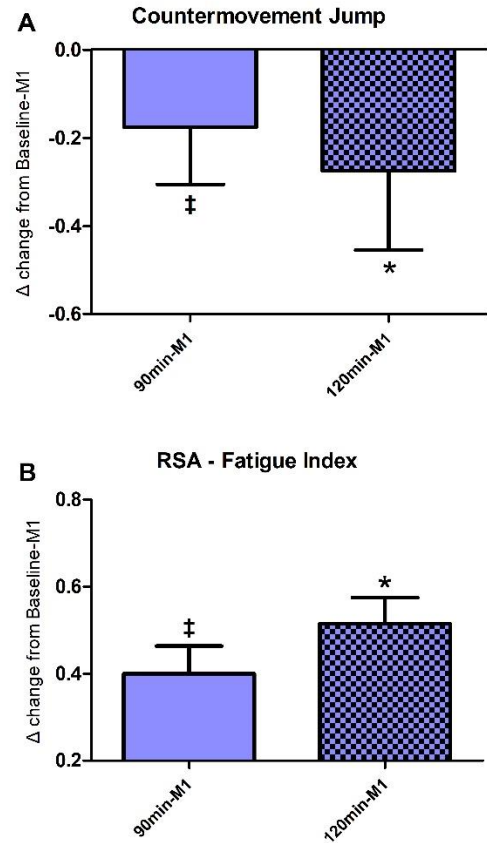 A
Countermovement Jump
Δ change from Baseline-M1
0.0
-0.2
-0.4
-0.6
‡
*
90min-M1
120min-M1
B
RSA - Fatigue Index
Δ change from Baseline-M1
0.8
0.6
0.4
0.2
‡
*
90min-M1
120min-M1